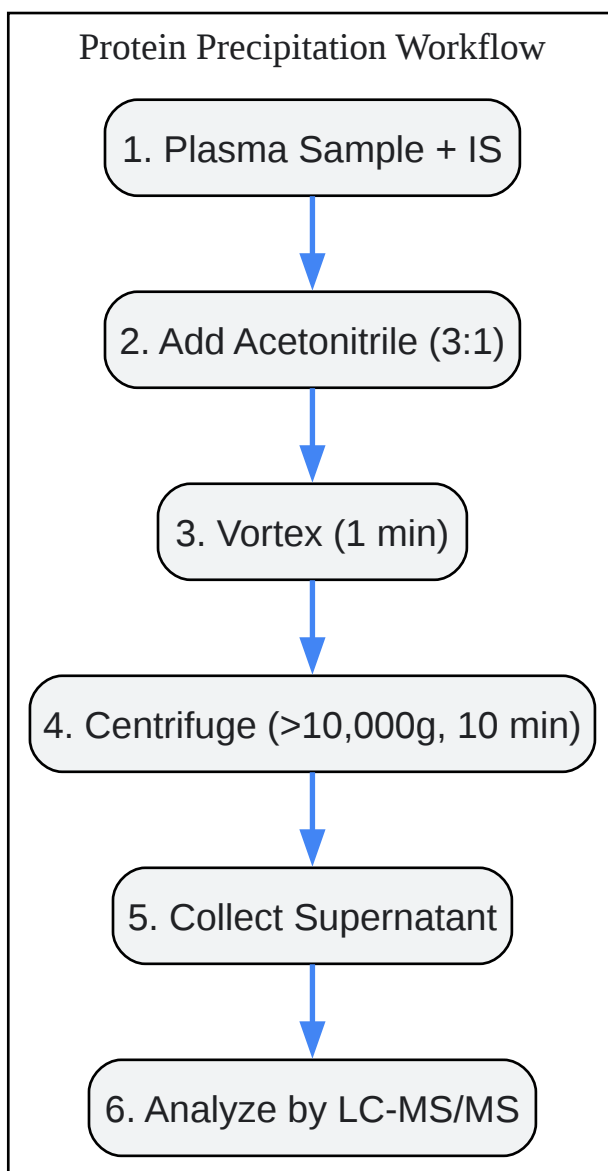 Protein Precipitation Workflow
1. Plasma Sample + IS
2. Add Acetonitrile (3:1)
3. Vortex (1 min)
4. Centrifuge (>10,000g, 10 min)
5. Collect Supernatant
6. Analyze by LC-MS/MS